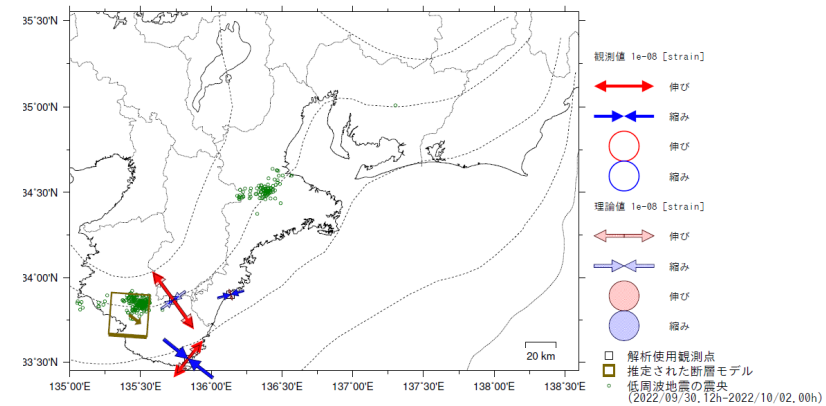 35°30'N
35°00'N
34°30'N
34°00'N
33°30'N
135°00'E 135°30'E 136°00'E 136°30'E 137°00'E 137°30'E 138°00'E 138°30'E
20 km
観測値 1e-08 [strain]
伸び
縮み
伸び
縮み
理論値 1e-08 [strain]
伸び
縮み
伸び
縮み
解析使用観測点
推定された断層モデル
低周波地震の震央
(2022/09/30.12h-2022/10/02.00h)